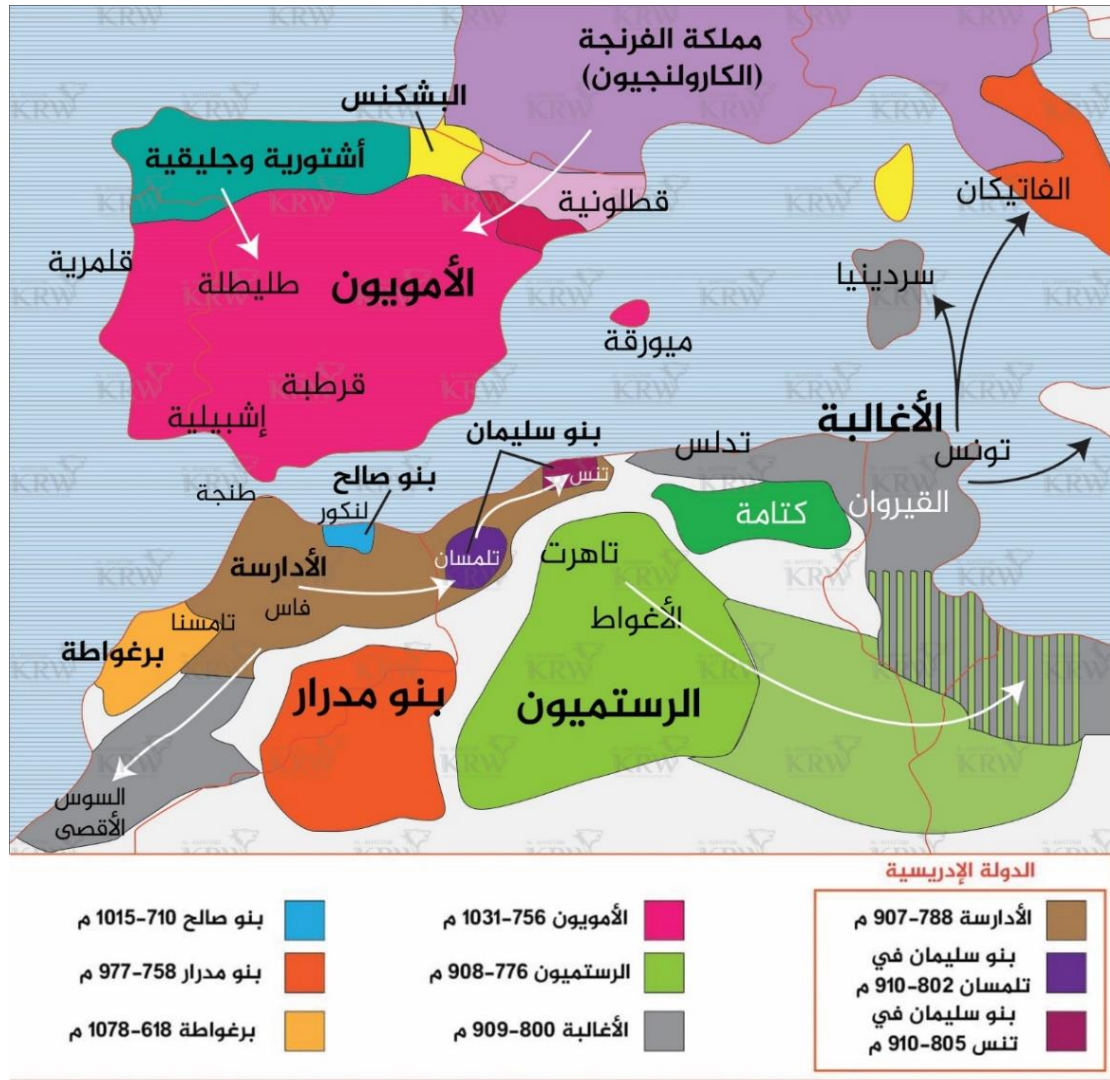 مملكة الفرنجة
(الكارولنجيون)
البشكنس
أشتورية وجليقية
قطلونية
الفاتيكان
قلمرية
طليطلة
الأمويون
سردينيا
ميورقة
قرطبة
إشبيلية
الأغالبة
بنو سليمان
تدلس
تونس
طنجة
بنو صالح
لنكور
تنس
القيروان
كتامة
تلمسان
تاهرت
الأدارسة
فاس
الأغواط
تامسنا
برغواطة
بنو مدرار
الرستميون
السوس
الأقصى
الدولة الإدريسية
الأدارسة 788-907 م
بنو سليمان في
تلمسان 802-910 م
بنو سليمان في
تنس 805-910 م
الأمويون 756-1031 م
الرستميون 776-908 م
الأغالبة 800-909 م
بنو صالح 710-1015 م
بنو مدرار 758-977 م
برغواطة 618-1078 م
KRW